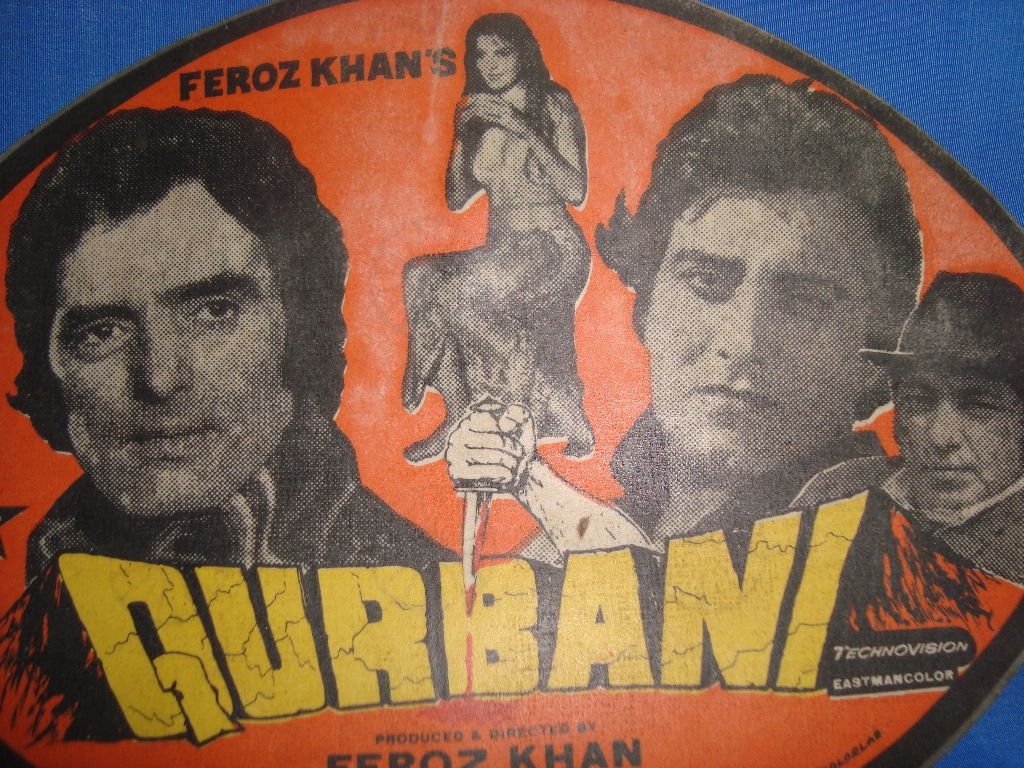 FEROZ KHAN'S
QURBANI
TECHNOVISION
EASTMANCOLOR
PRODUCED & DIRECTED BY
FEROZ KHAN